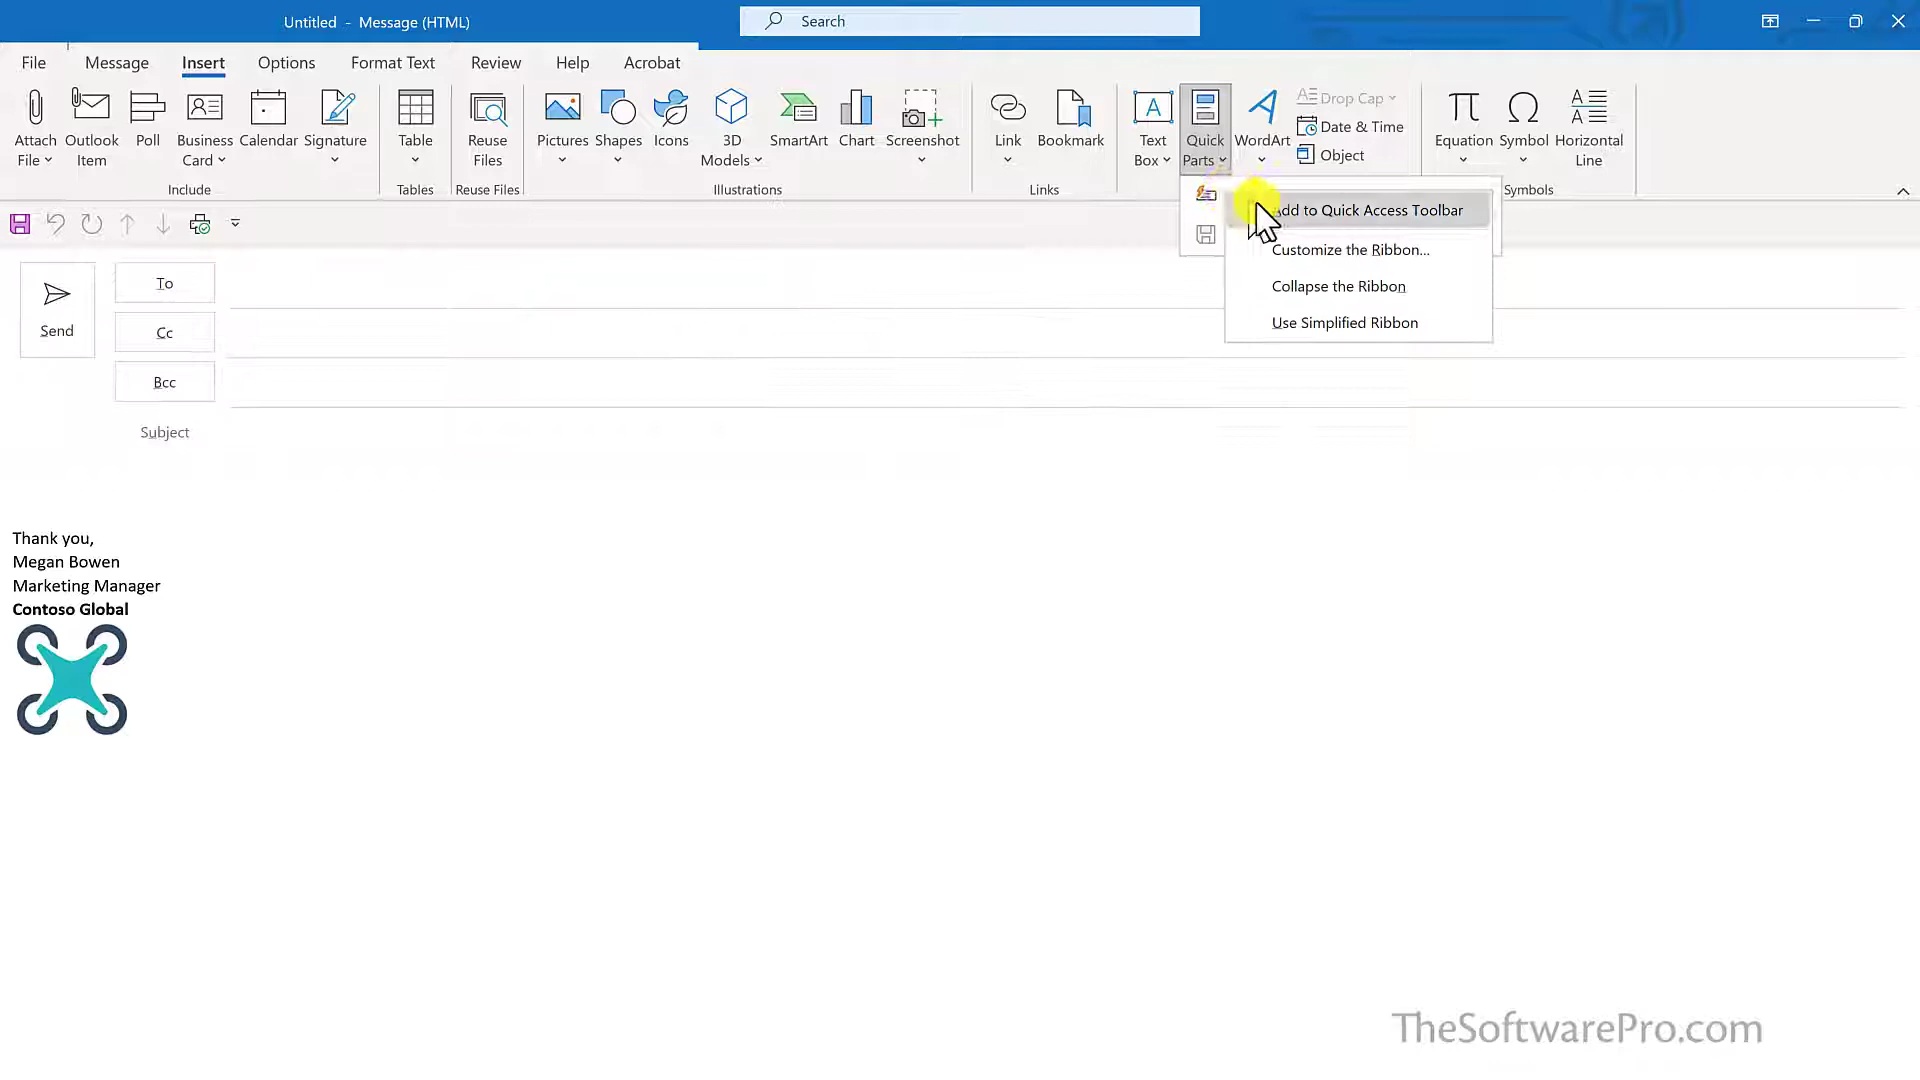 Untitled - Message (HTML)
Search
File Message Insert Options Format Text Review Help Acrobat
Attach File
Outlook Item
Poll
Business Card
Calendar
Signature
Table
Reuse Files
Pictures
Shapes
Icons
3D Models
SmartArt
Chart
Screenshot
Link
Bookmark
Text Box
Quick Parts
WordArt
Drop Cap
Date & Time
Object
Equation
Symbol
Horizontal Line
Include
Tables
Reuse Files
Illustrations
Links
Symbols
Add to Quick Access Toolbar
Customize the Ribbon...
Collapse the Ribbon
Use Simplified Ribbon
Send
To
Cc
Bcc
Subject
Thank you,
Megan Bowen
Marketing Manager
Contoso Global
TheSoftwarePro.com